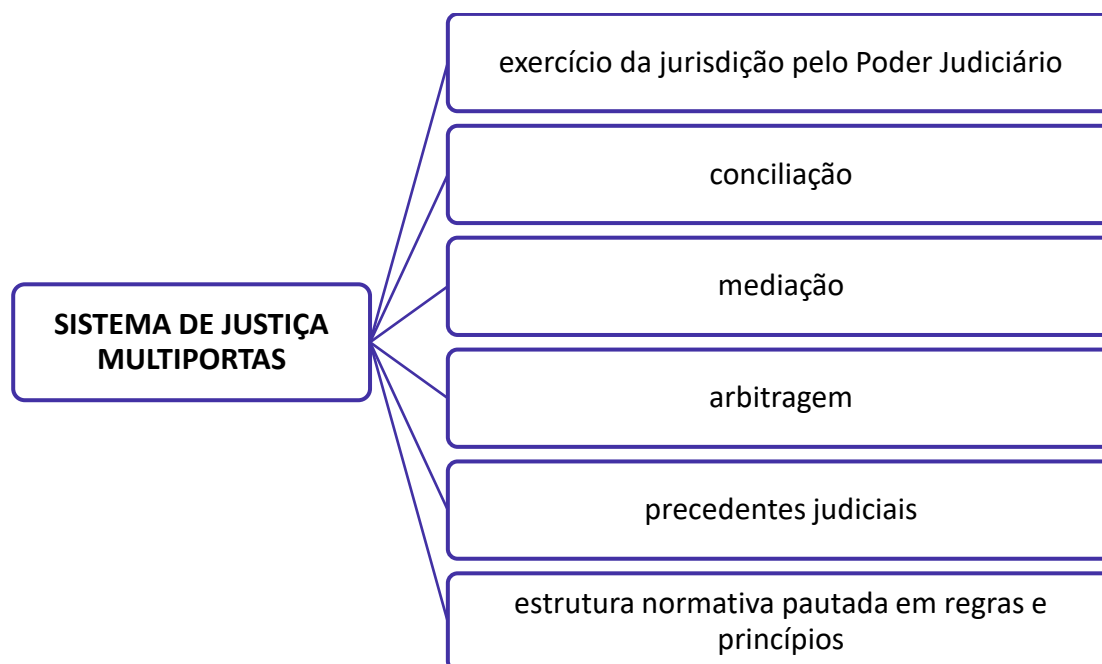 exercício da jurisdição pelo Poder Judiciário
conciliação
mediação
SISTEMA DE JUSTIÇA
MULTIPORTAS
arbitragem
precedentes judiciais
estrutura normativa pautada em regras e
princípios